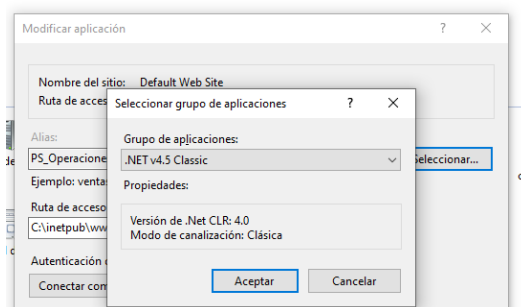 Modificar aplicación
Nombre del sitio: Default Web Site
Ruta de acces
Seleccionar grupo de aplicaciones
Alias:
Grupo de aplicaciones:
PS_Operacione
.NET v4.5 Classic
Seleccionar...
Ejemplo: venta
Propiedades:
Ruta de acceso
Versión de .Net CLR: 4.0
C:\inetpub\ww
Modo de canalización: Clásica
Autenticación
Aceptar
Cancelar
Conectar com